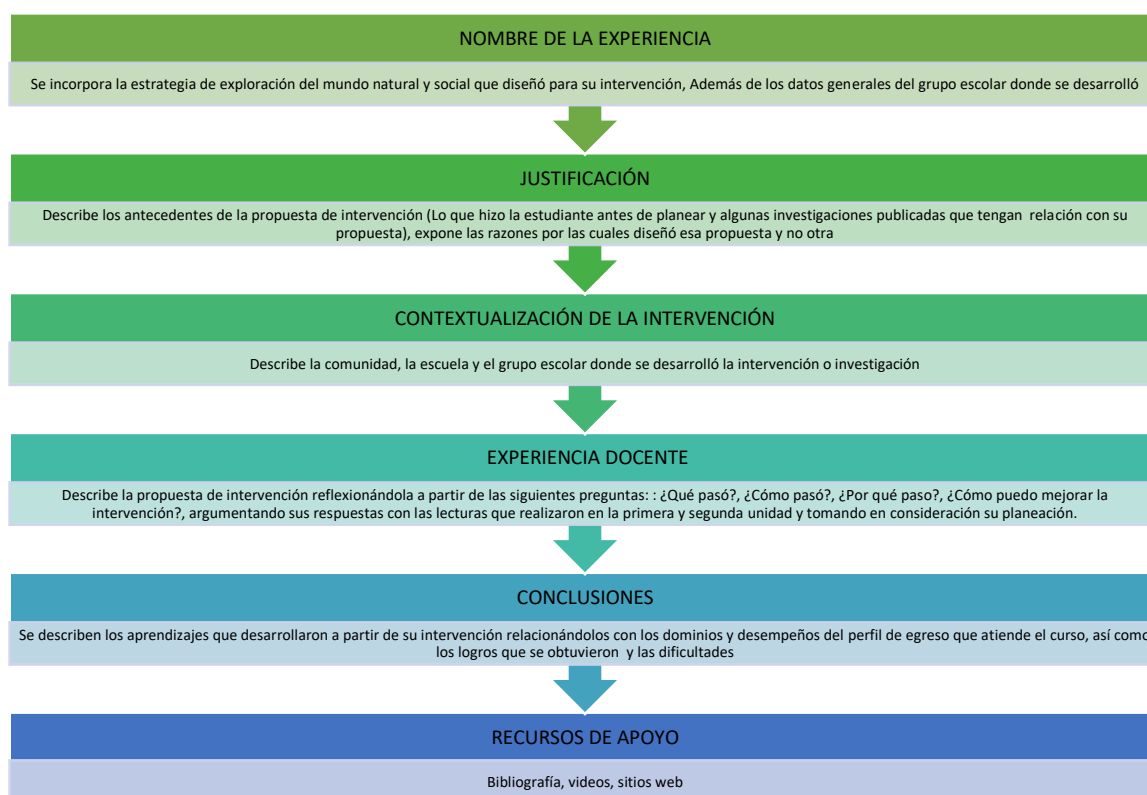 NOMBRE DE LA EXPERIENCIA
Se incorpora la estrategia de exploración del mundo natural y social que diseñó para su intervención, Además de los datos generales del grupo escolar donde se desarrolló
JUSTIFICACIÓN
Describe los antecedentes de la propuesta de intervención (Lo que hizo la estudiante antes de planear y algunas investigaciones publicadas que tengan relación con su
propuesta), expone las razones por las cuales diseñó esa propuesta y no otra
CONTEXTUALIZACIÓN DE LA INTERVENCIÓN
Describe la comunidad, la escuela y el grupo escolar donde se desarrolló la intervención o investigación
EXPERIENCIA DOCENTE
Describe la propuesta de intervención reflexionándola a partir de las siguientes preguntas: : ¿Qué pasó?, ¿Cómo pasó?, ¿Por qué paso?, ¿Cómo puedo mejorar la
intervención?, argumentando sus respuestas con las lecturas que realizaron en la primera y segunda unidad y tomando en consideración su planeación.
CONCLUSIONES
Se describen los aprendizajes que desarrollaron a partir de su intervención relacionándolos con los dominios y desempeños del perfil de egreso que atiende el curso, así como
los logros que se obtuvieron y las dificultades
RECURSOS DE APOYO
Bibliografía, videos, sitios web